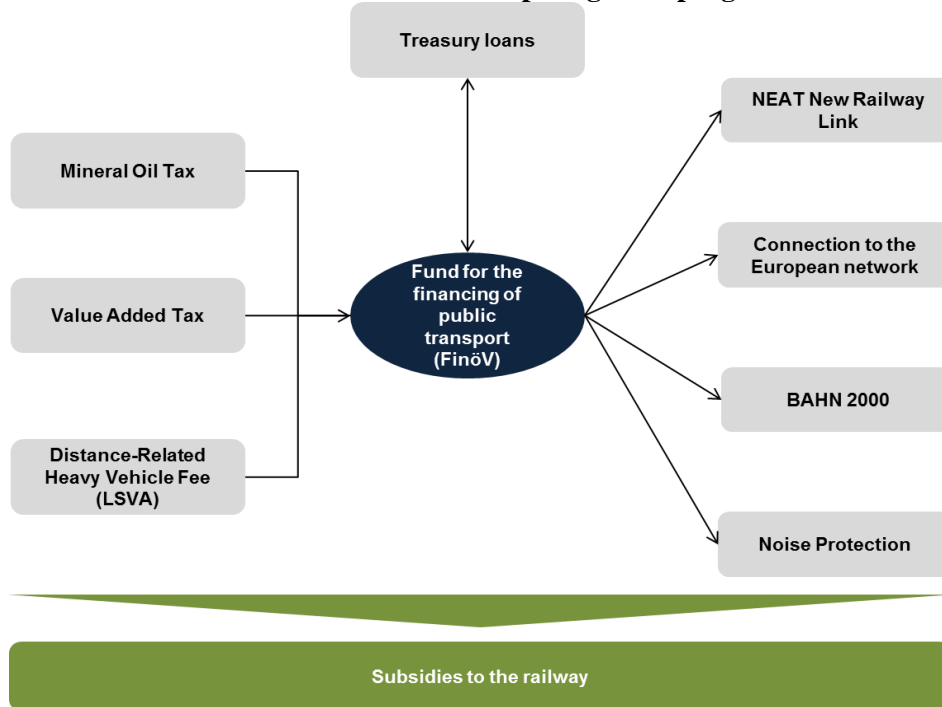 Treasury loans
NEAT New Railway
Link
Mineral Oil Tax
Connection to the
European network
Fund for the
financing of
public
transport
(FinöV)
Value Added Tax
BAHN 2000
Distance-Related
Heavy Vehicle Fee
(LSVA)
Noise Protection
Subsidies to the railway